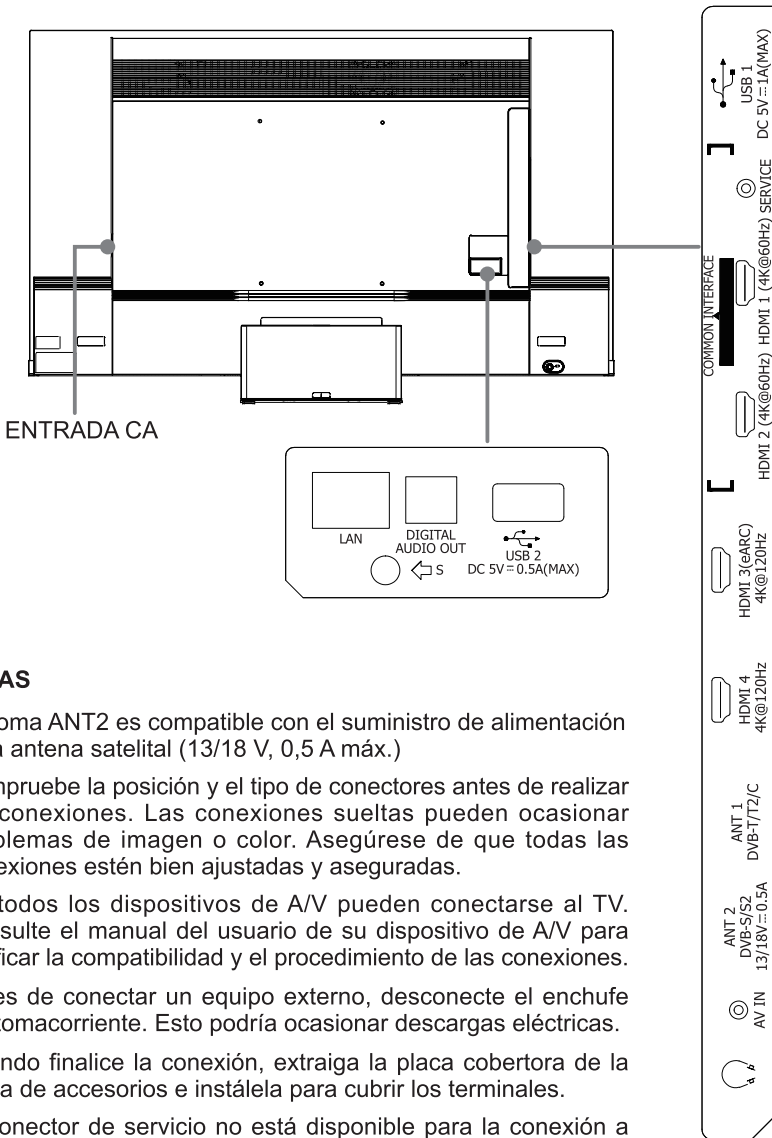 ENTRADA CA
LAN
DIGITAL
AUDIO OUT
S
USB 2
DC 5V⎓0.5A(MAX)
USB 1
DC 5V⎓1A(MAX)
SERVICE
COMMON INTERFACE
HDMI 1 (4K@60Hz)
HDMI 2 (4K@60Hz)
HDMI 3(eARC)
4K@120Hz
HDMI 4
4K@120Hz
ANT 1
DVB-T/T2/C
ANT 2
DVB-S/S2
13/18V⎓0.5A
AV IN
AS
oma ANT2 es compatible con el suministro de alimentación
a antena satelital (13/18 V, 0,5 A máx.)
mpruebe la posición y el tipo de conectores antes de realizar
conexiones. Las conexiones sueltas pueden ocasionar
blemas de imagen o color. Asegúrese de que todas las
exiones estén bien ajustadas y aseguradas.
todos los dispositivos de A/V pueden conectarse al TV.
sulte el manual del usuario de su dispositivo de A/V para
ficar la compatibilidad y el procedimiento de las conexiones.
es de conectar un equipo externo, desconecte el enchufe
tomacorriente. Esto podría ocasionar descargas eléctricas.
ndo finalice la conexión, extraiga la placa cobertora de la
a de accesorios e instálela para cubrir los terminales.
onector de servicio no está disponible para la conexión a